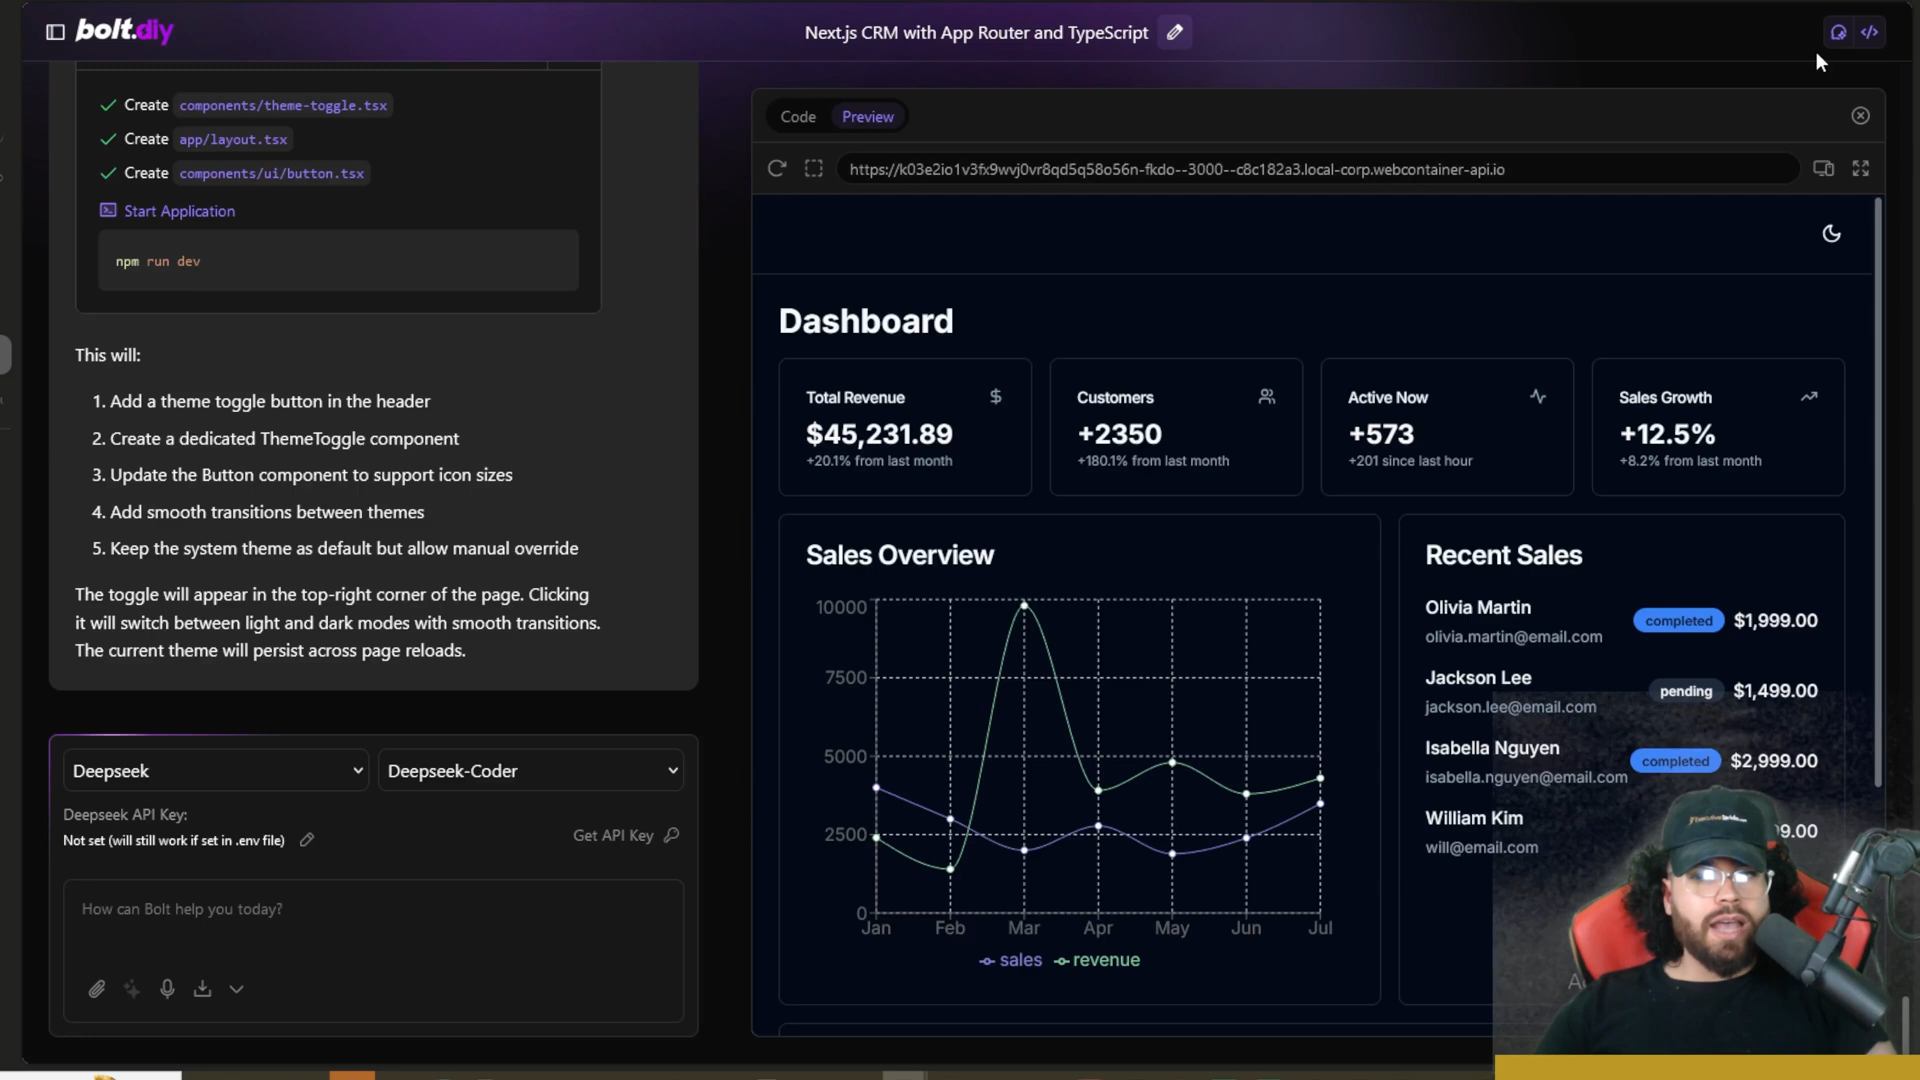 bolt.diy
Next.js CRM with App Router and TypeScript
Create components/theme-toggle.tsx
Create app/layout.tsx
Create components/ui/button.tsx
Start Application
npm run dev
This will:
1. Add a theme toggle button in the header
2. Create a dedicated ThemeToggle component
3. Update the Button component to support icon sizes
4. Add smooth transitions between themes
5. Keep the system theme as default but allow manual override
The toggle will appear in the top-right corner of the page. Clicking
it will switch between light and dark modes with smooth transitions.
The current theme will persist across page reloads.
Deepseek
Deepseek-Coder
Deepseek API Key:
Not set (will still work if set in .env file)
Get API Key
How can Bolt help you today?
Code Preview
https://k03e2io1v3fx9wvj0vr8qd5q58o56n-fkdo--3000--c8c182a3.local-corp.webcontainer-api.io
Dashboard
Total Revenue $
$45,231.89
+20.1% from last month
Customers
+2350
+180.1% from last month
Active Now
+573
+201 since last hour
Sales Growth
+12.5%
+8.2% from last month
Sales Overview
10000
7500
5000
2500
0
Jan Feb Mar Apr May Jun Jul
sales revenue
Recent Sales
Olivia Martin
olivia.martin@email.com
completed $1,999.00
Jackson Lee
jackson.lee@email.com
pending $1,499.00
Isabella Nguyen
isabella.nguyen@email.com
completed $2,999.00
William Kim
will@email.com
9.00